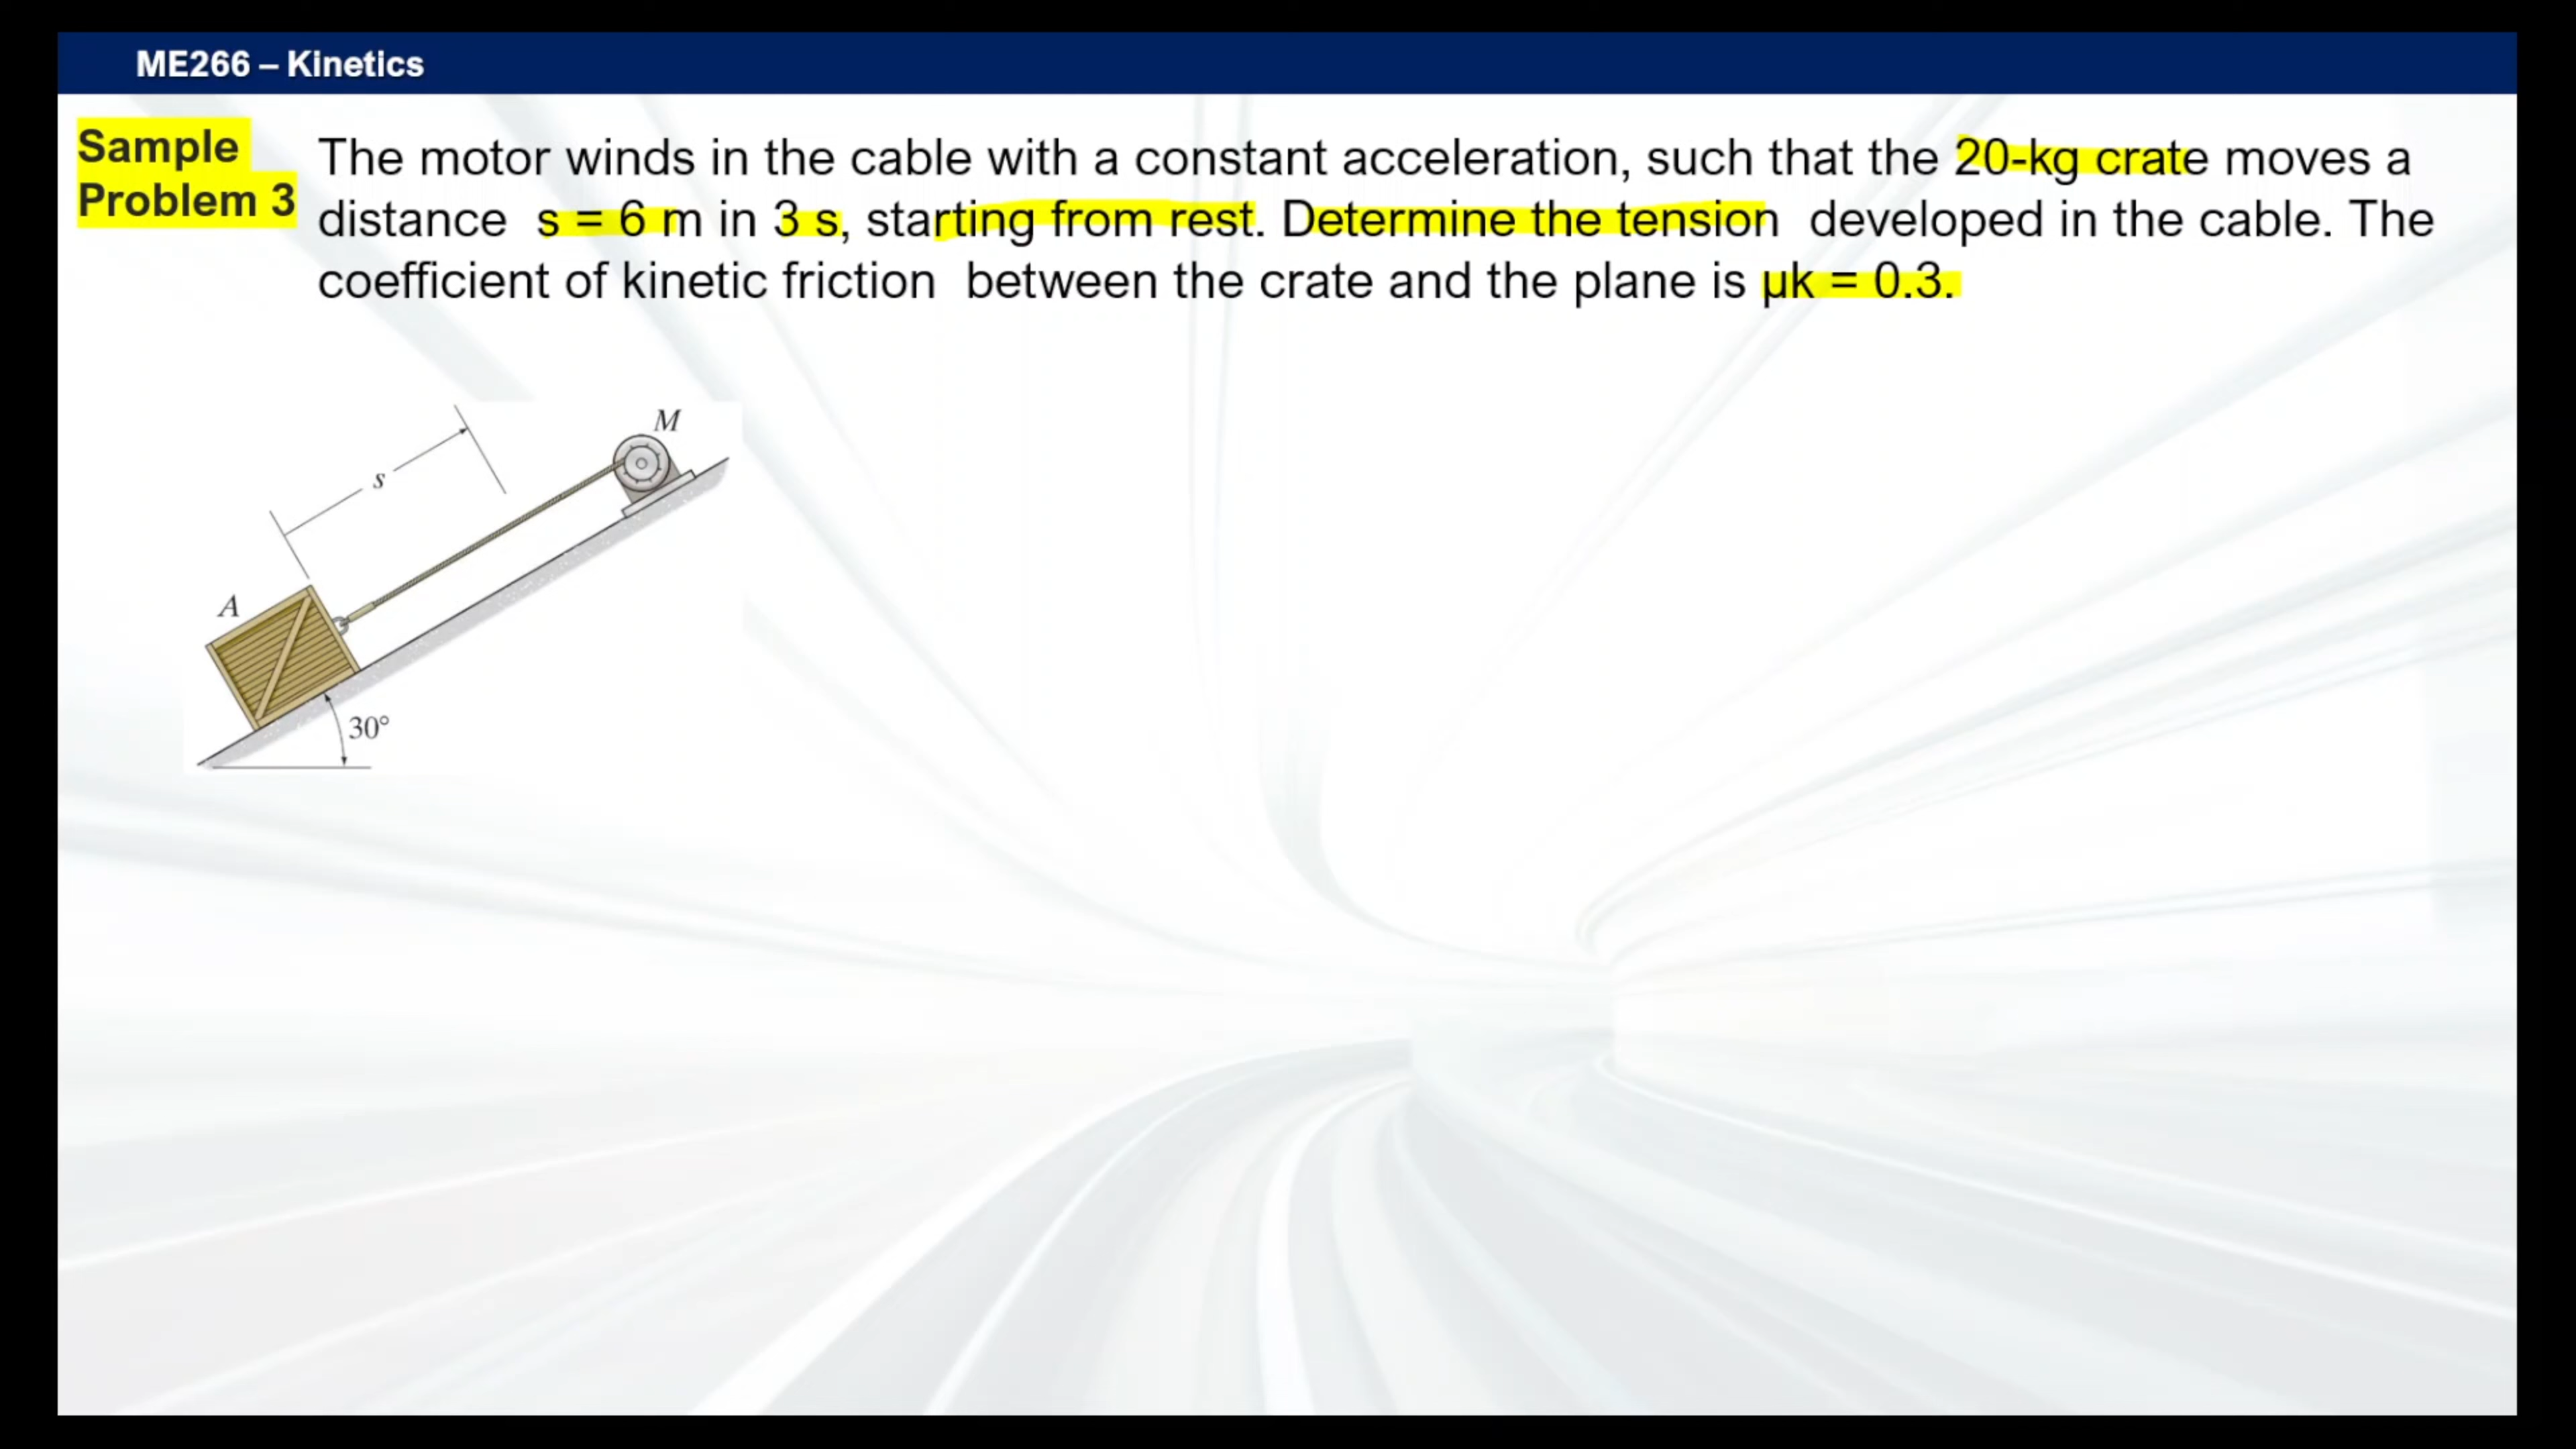 ME266 – Kinetics
Sample
Problem 3
The motor winds in the cable with a constant acceleration, such that the 20-kg crate moves a
distance s = 6 m in 3 s, starting from rest. Determine the tension developed in the cable. The
coefficient of kinetic friction between the crate and the plane is μk = 0.3.
M
s
A
30°